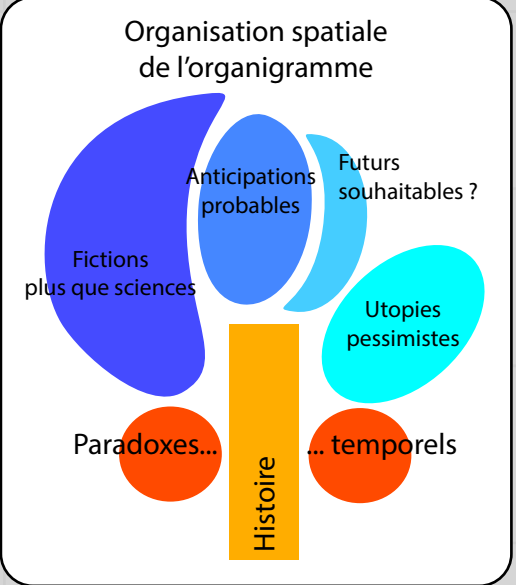 Organisation spatiale
de l'organigramme
Anticipations
probables
Futurs
souhaitables ?
Fictions
plus que sciences
Utopies
pessimistes
Paradoxes...
... temporels
Histoire